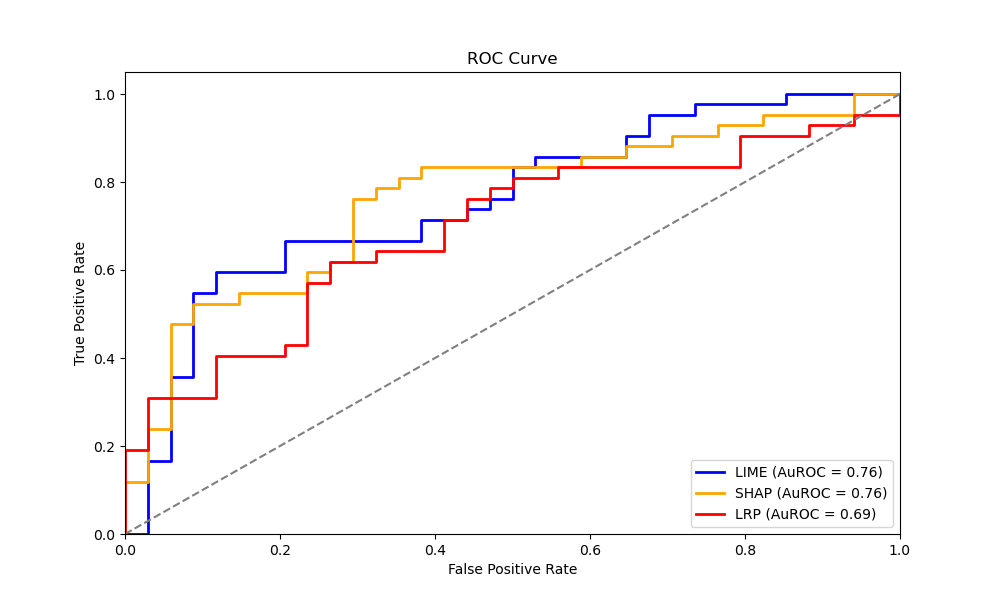 ROC Curve
True Positive Rate
1.0
0.8
0.6
0.4
0.2
0.0
0.0 0.2 0.4 0.6 0.8 1.0
False Positive Rate
LIME (AuROC = 0.76)
SHAP (AuROC = 0.76)
LRP (AuROC = 0.69)